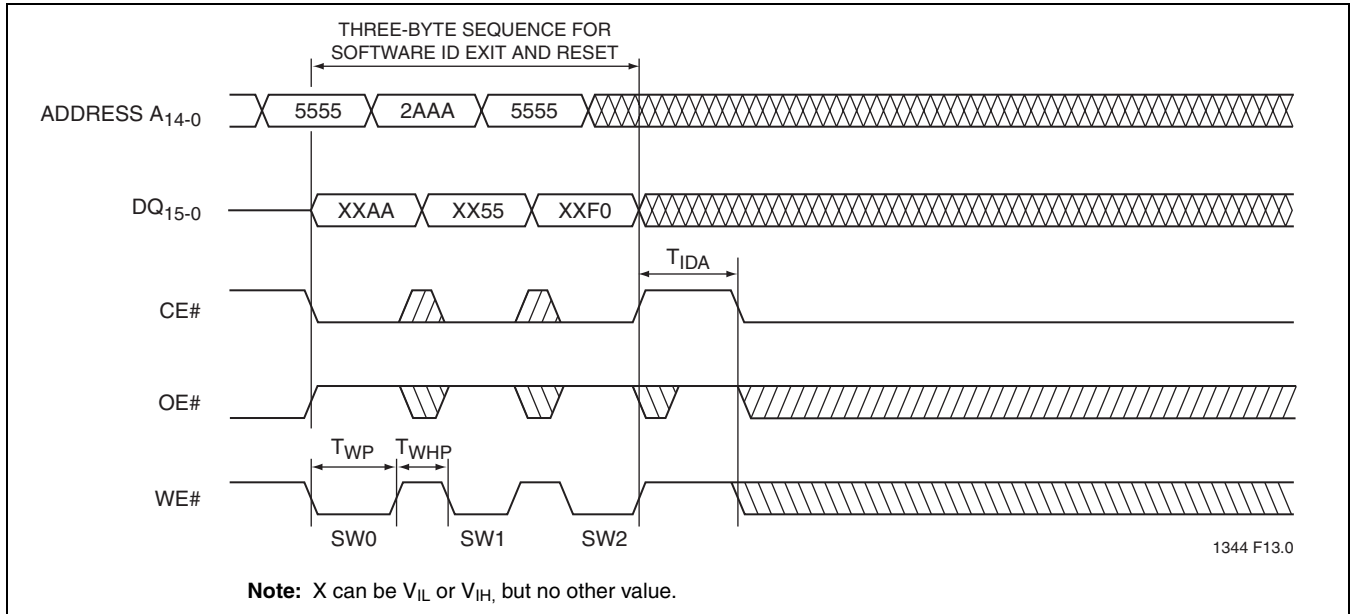 THREE-BYTE SEQUENCE FOR
SOFTWARE ID EXIT AND RESET
ADDRESS A14-0
5555 2AAA 5555
DQ15-0
XXAA XX55 XXF0
TIDA
CE#
OE#
TWP TWHP
WE#
SW0 SW1 SW2
1344 F13.0
Note: X can be VIL or VIH, but no other value.